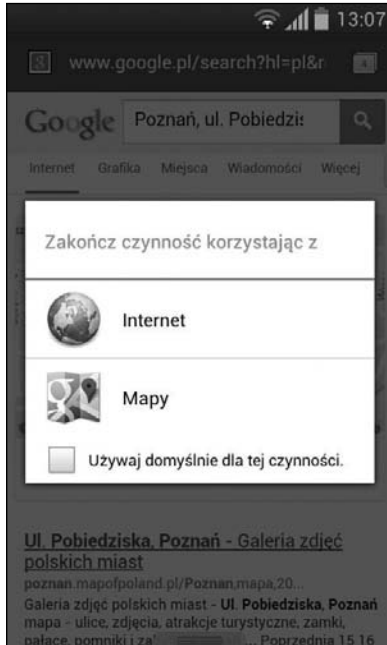 13:07
www.google.pl/search?hl=pl&r
Google Poznań, ul. Pobiedzi
Internet Grafika Miejsca Wiadomości Więcej
Zakończ czynność korzystając z
Internet
Mapy
Używaj domyślnie dla tej czynności.
Ul. Pobiedziska, Poznań - Galeria zdjęć
polskich miast
poznan.mapofpoland.pl/Poznan,mapa,20...
Galeria zdjęć polskich miast - Ul. Pobiedziska, Poznań
mapa - ulice, zdjęcia, atrakcje turystyczne, zamki,
pałace, pomniki i Poprzednia 15 16